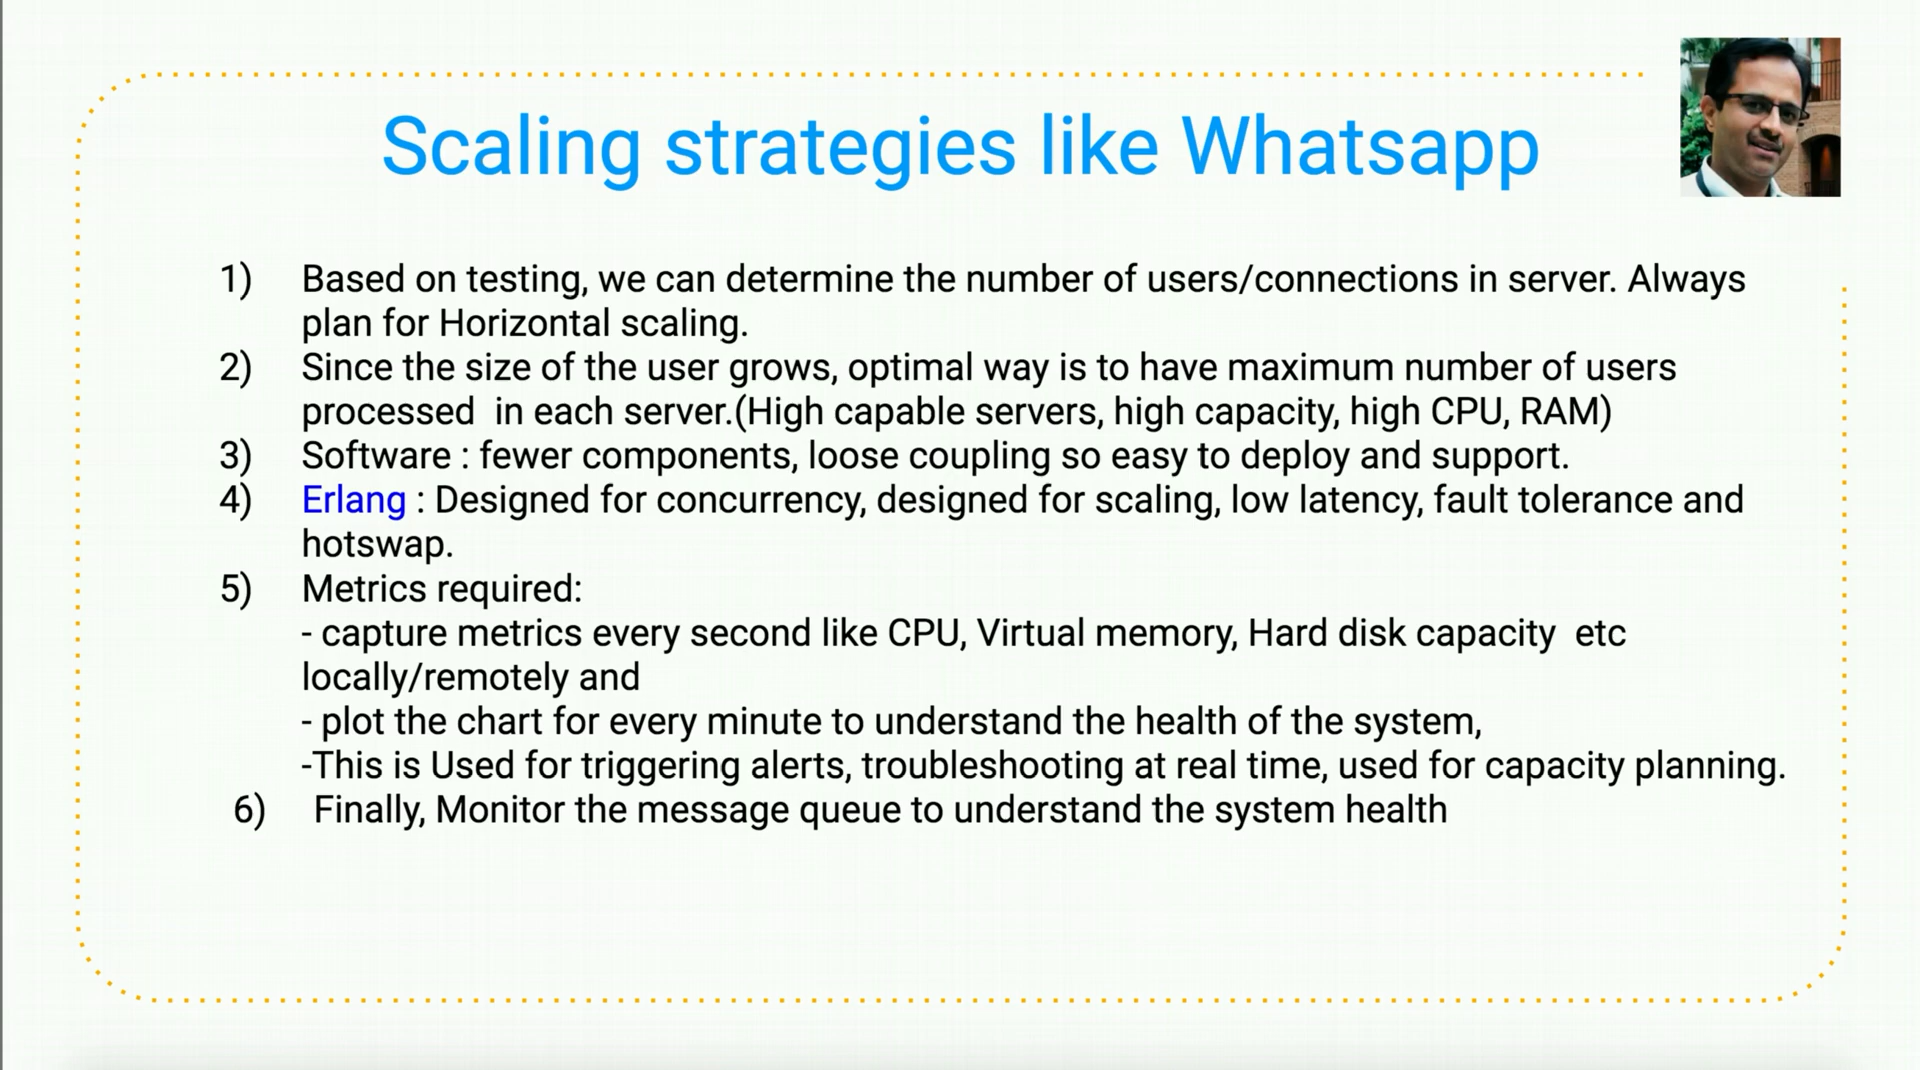 Scaling strategies like Whatsapp
1) Based on testing, we can determine the number of users/connections in server. Always
plan for Horizontal scaling.
2) Since the size of the user grows, optimal way is to have maximum number of users
processed  in each server.(High capable servers, high capacity, high CPU, RAM)
3) Software : fewer components, loose coupling so easy to deploy and support.
4) Erlang : Designed for concurrency, designed for scaling, low latency, fault tolerance and
hotswap.
5) Metrics required:
- capture metrics every second like CPU, Virtual memory, Hard disk capacity  etc
locally/remotely and
- plot the chart for every minute to understand the health of the system,
-This is Used for triggering alerts, troubleshooting at real time, used for capacity planning.
6) Finally, Monitor the message queue to understand the system health